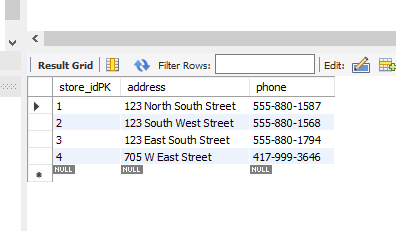 Result Grid Filter Rows: Edit:
store_idPK address phone
1 123 North South Street 555-880-1587
2 123 South West Street 555-880-1568
3 123 East South Street 555-880-1794
4 705 W East Street 417-999-3646
NULL NULL NULL